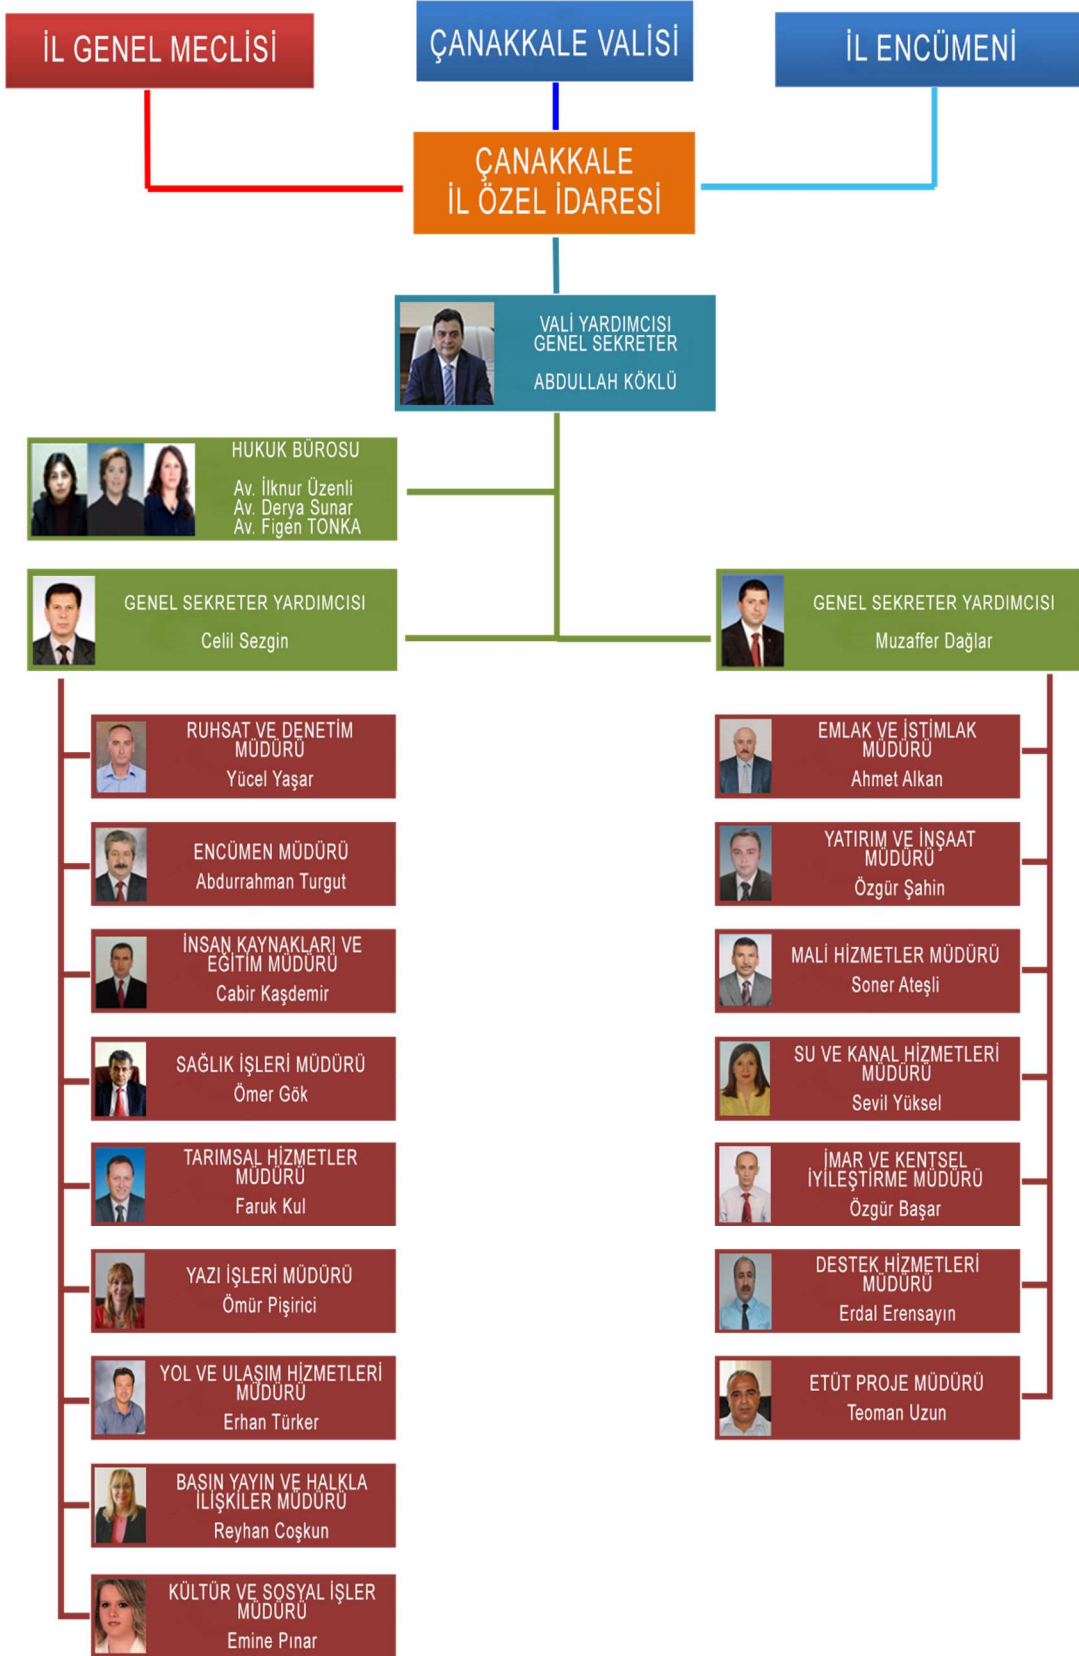 İL GENEL MECLİSİ
ÇANAKKALE VALİSİ
İL ENCÜMENİ
ÇANAKKALE
İL ÖZEL İDARESİ
VALİ YARDIMCISI
GENEL SEKRETER
ABDULLAH KÖKLÜ
HUKUK BÜROSU
Av. İlknur Üzenli
Av. Derya Sunar
Av. Figen TONKA
GENEL SEKRETER YARDIMCISI
Celil Sezgin
RUHSAT VE DENETİM
MÜDÜRÜ
Yücel Yaşar
ENCÜMEN MÜDÜRÜ
Abdurrahman Turgut
İNSAN KAYNAKLARI VE
EĞİTİM MÜDÜRÜ
Cabir Kaşdemir
SAĞLIK İŞLERİ MÜDÜRÜ
Ömer Gök
TARIMSAL HİZMETLER
MÜDÜRÜ
Faruk Kul
YAZI İŞLERİ MÜDÜRÜ
Ömür Pişirici
YOL VE ULAŞIM HİZMETLERİ
MÜDÜRÜ
Erhan Türker
BASIN YAYIN VE HALKLA
İLİŞKİLER MÜDÜRÜ
Reyhan Coşkun
KÜLTÜR VE SOSYAL İŞLER
MÜDÜRÜ
Emine Pınar
GENEL SEKRETER YARDIMCISI
Muzaffer Dağlar
EMLAK VE İSTİMLAK
MÜDÜRÜ
Ahmet Alkan
YATIRIM VE İNŞAAT
MÜDÜRÜ
Özgür Şahin
MALİ HİZMETLER MÜDÜRÜ
Soner Ateşli
SU VE KANAL HİZMETLERİ
MÜDÜRÜ
Sevil Yüksel
İMAR VE KENTSEL
İYİLEŞTİRME MÜDÜRÜ
Özgür Başar
DESTEK HİZMETLERİ
MÜDÜRÜ
Erdal Erensayın
ETÜT PROJE MÜDÜRÜ
Teoman Uzun